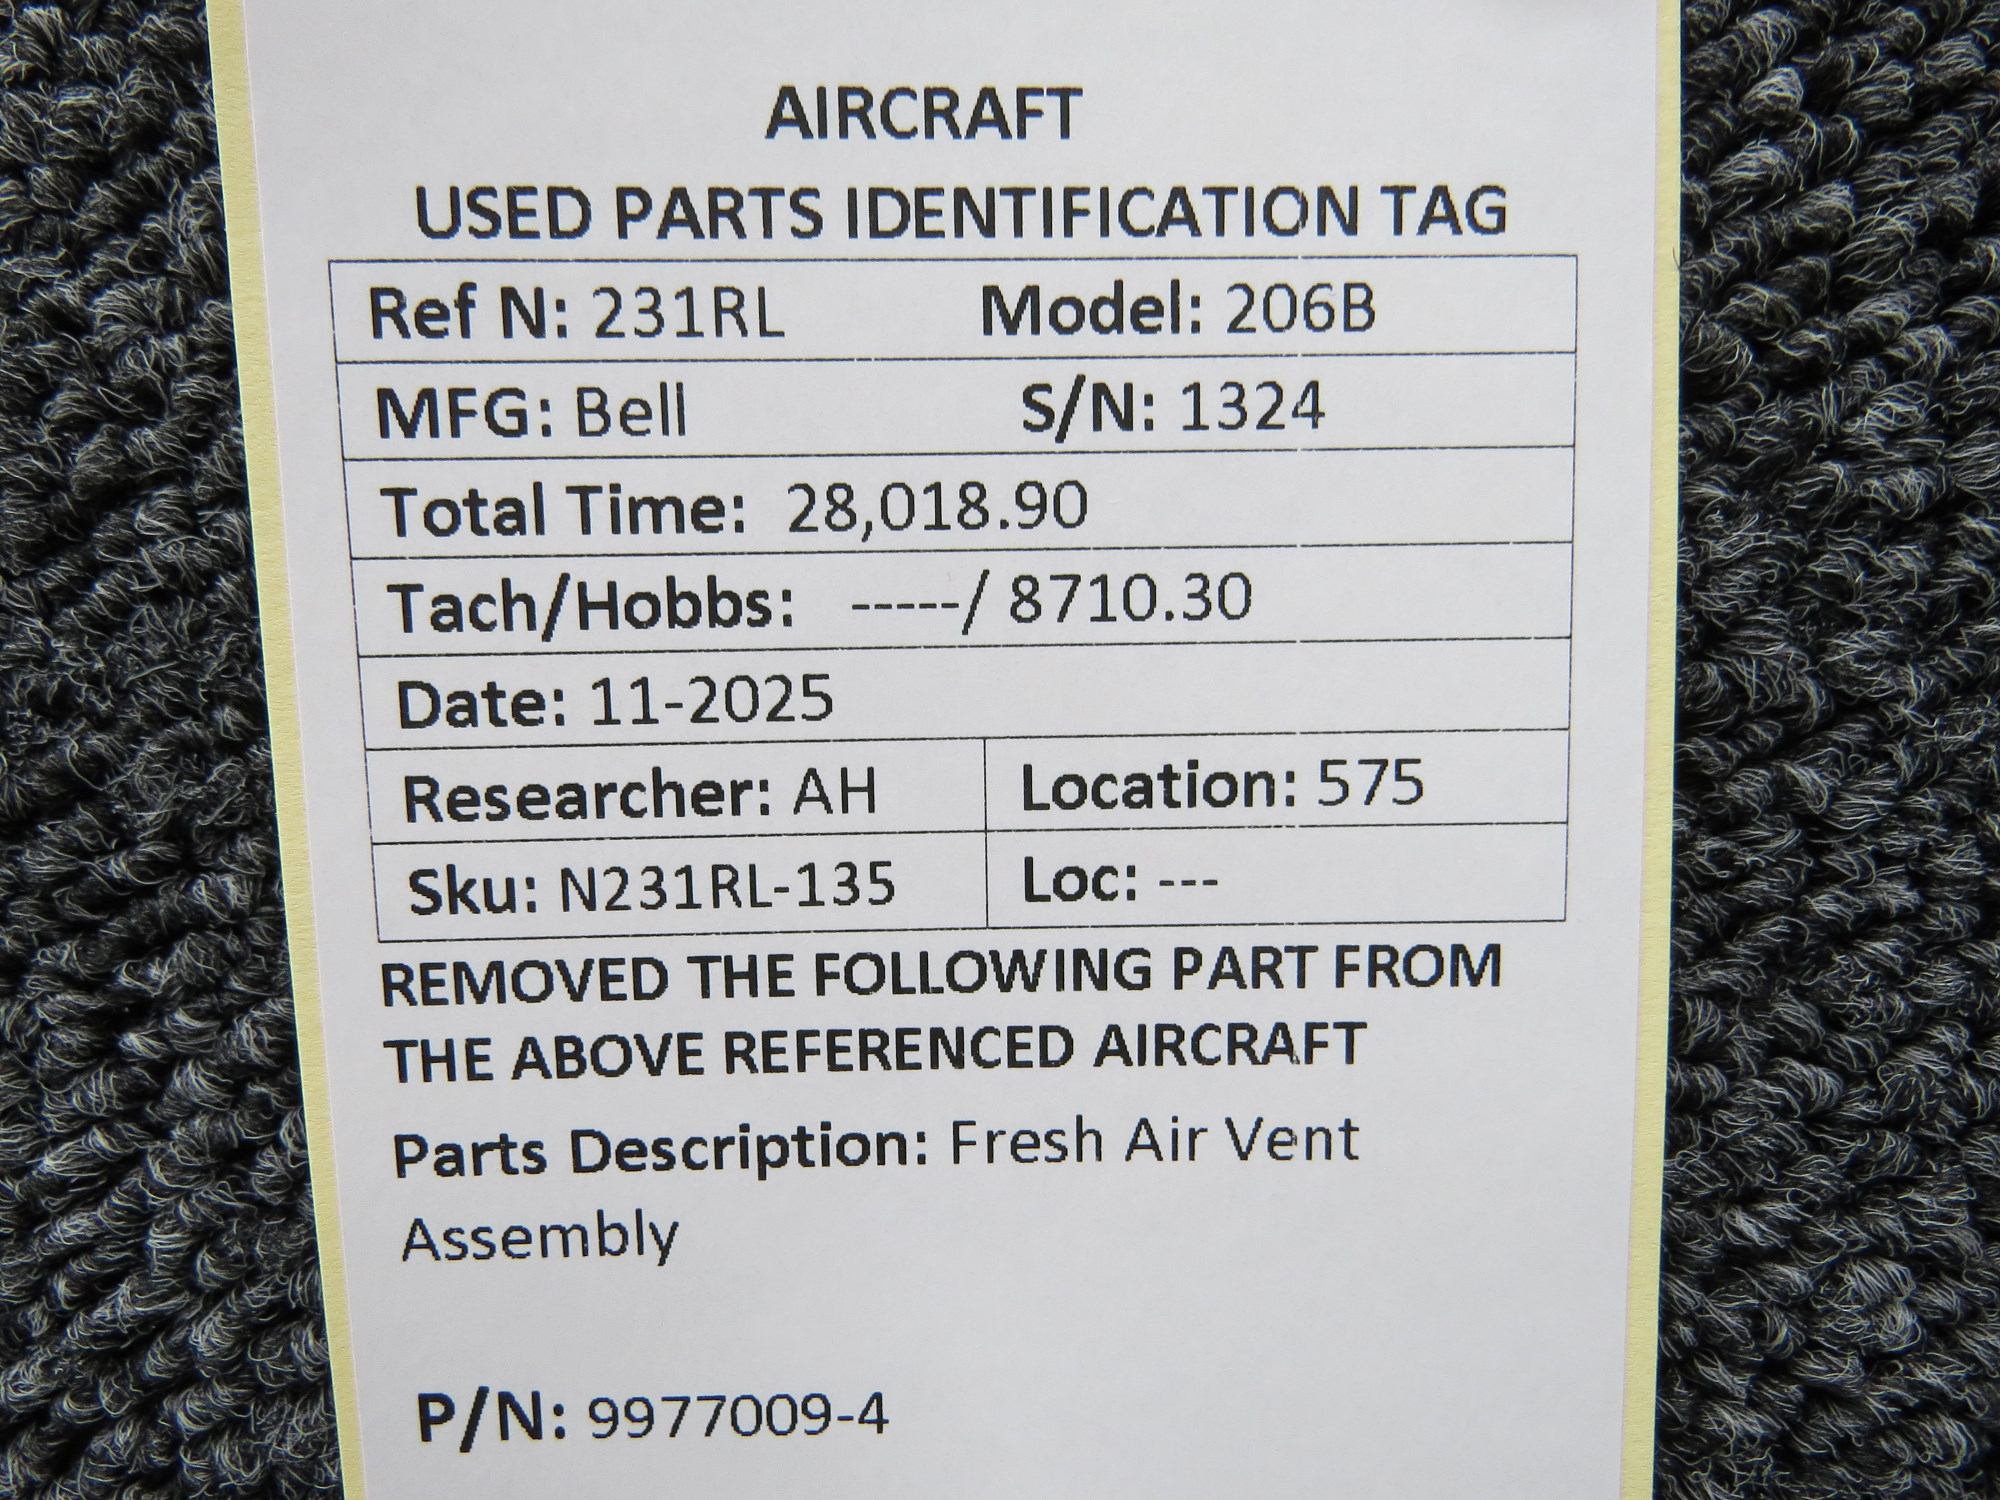 AIRCRAFT
USED PARTS IDENTIFICATION TAG
Ref N: 231RL Model: 206B
MFG: Bell S/N: 1324
Total Time: 28,018.90
Tach/Hobbs: -----/ 8710.30
Date: 11-2025
Researcher: AH Location: 575
Sku: N231RL-135 Loc: ---
REMOVED THE FOLLOWING PART FROM
THE ABOVE REFERENCED AIRCRAFT
Parts Description: Fresh Air Vent
Assembly
P/N: 9977009-4